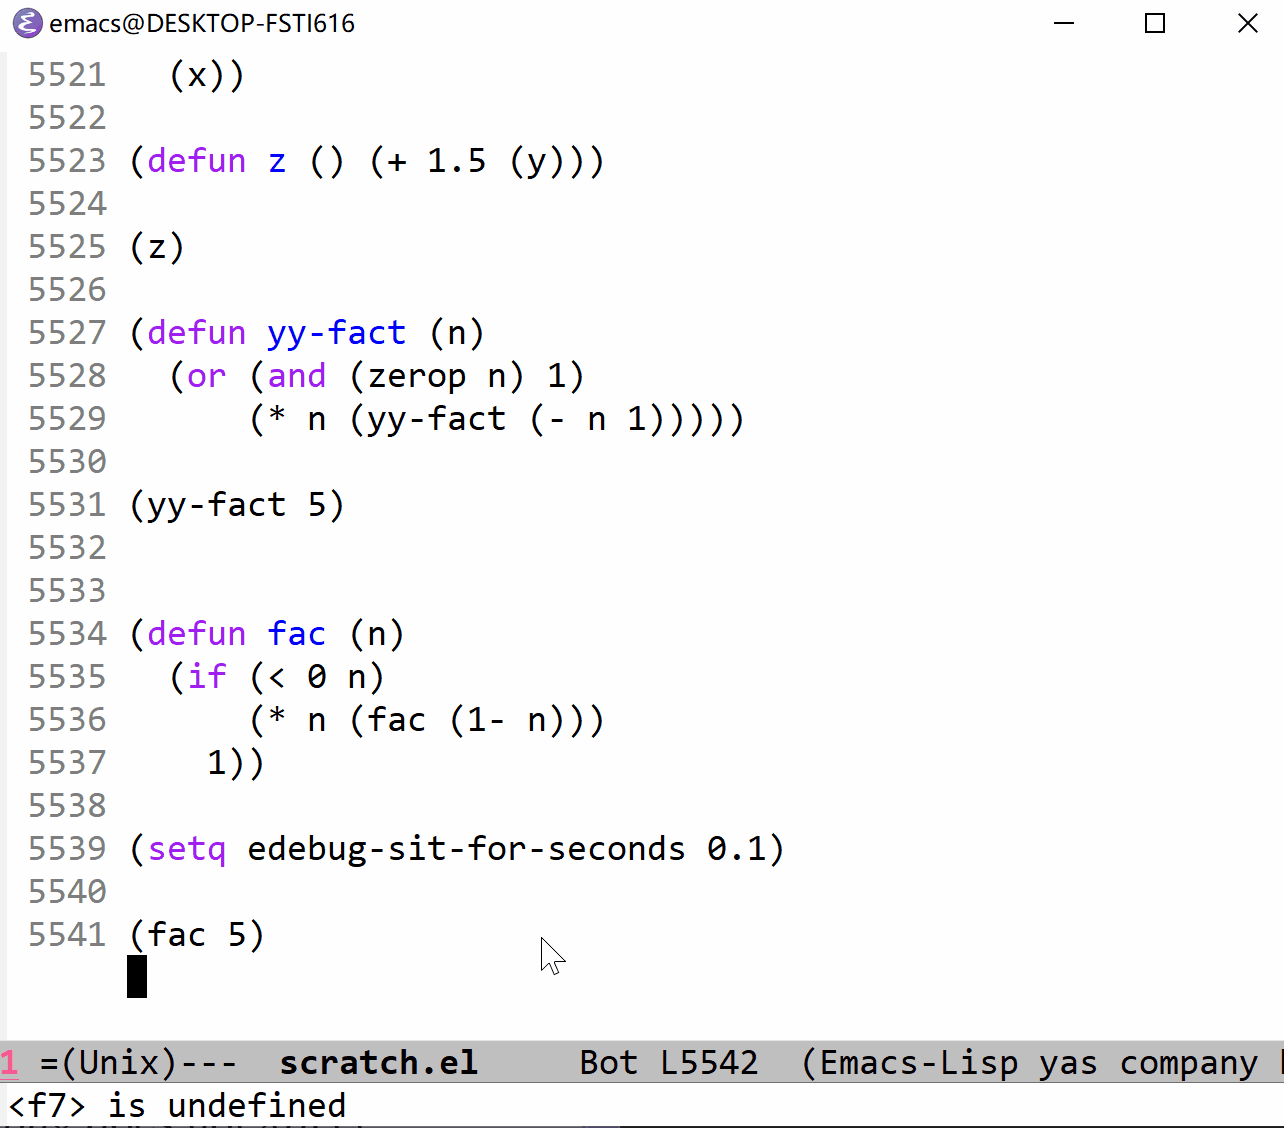 emacs@DESKTOP-FSTI616
5521   (x))
5522
5523 (defun z () (+ 1.5 (y)))
5524
5525 (z)
5526
5527 (defun yy-fact (n)
5528   (or (and (zerop n) 1)
5529       (* n (yy-fact (- n 1)))))
5530
5531 (yy-fact 5)
5532
5533
5534 (defun fac (n)
5535   (if (< 0 n)
5536       (* n (fac (1- n)))
5537     1))
5538
5539 (setq edebug-sit-for-seconds 0.1)
5540
5541 (fac 5)
1 =(Unix)---  scratch.el     Bot L5542  (Emacs-Lisp yas company
<f7> is undefined